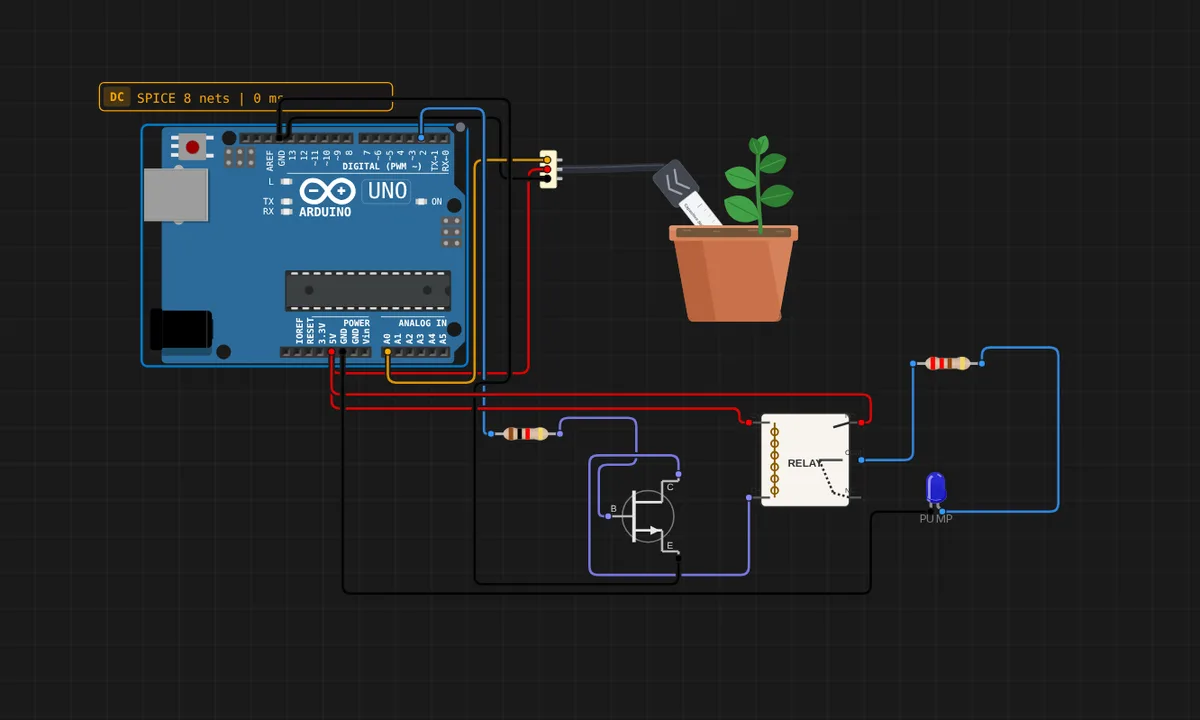 DC SPICE 8 nets | 0 ms
AREF
GND
13
12
~11
~10
~9
8
7
~6
~5
~4
~3
2
TX→1
RX←0
DIGITAL (PWM ~)
L
TX
RX
ARDUINO
UNO
ON
IOREF
RESET
3.3V
5V
GND
GND
Vin
POWER
ANALOG IN
A0
A1
A2
A3
A4
A5
RELAY
C
B
E
PUMP